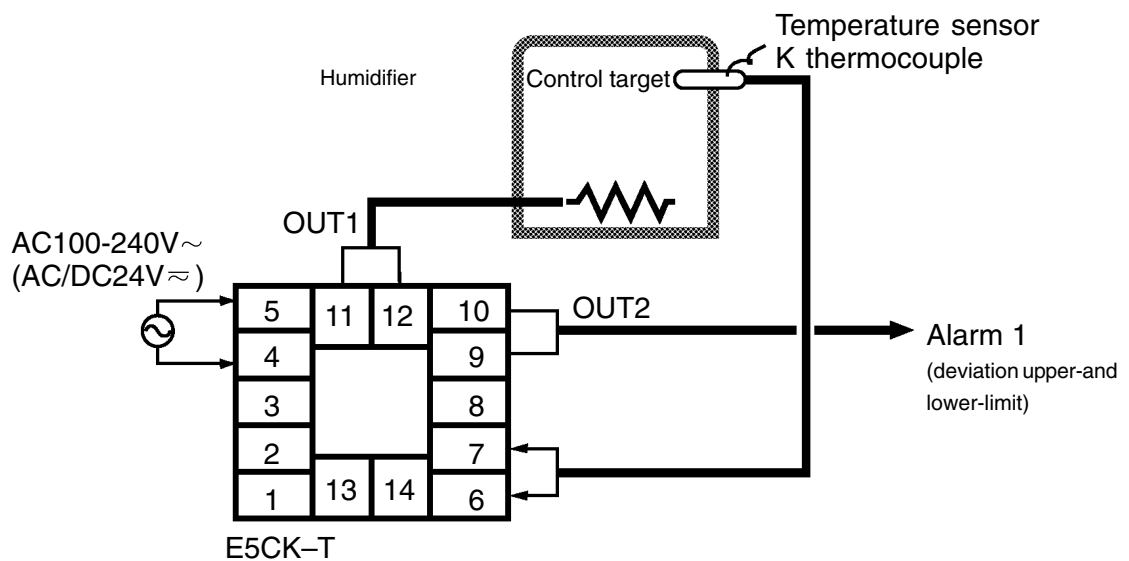 Temperature sensor
K thermocouple
Humidifier
Control target
OUT1
AC100-240V~
(AC/DC24V⎓)
5
11
12
10
OUT2
4
9
Alarm 1
(deviation upper-and
lower-limit)
3
8
2
7
1
13
14
6
E5CK–T